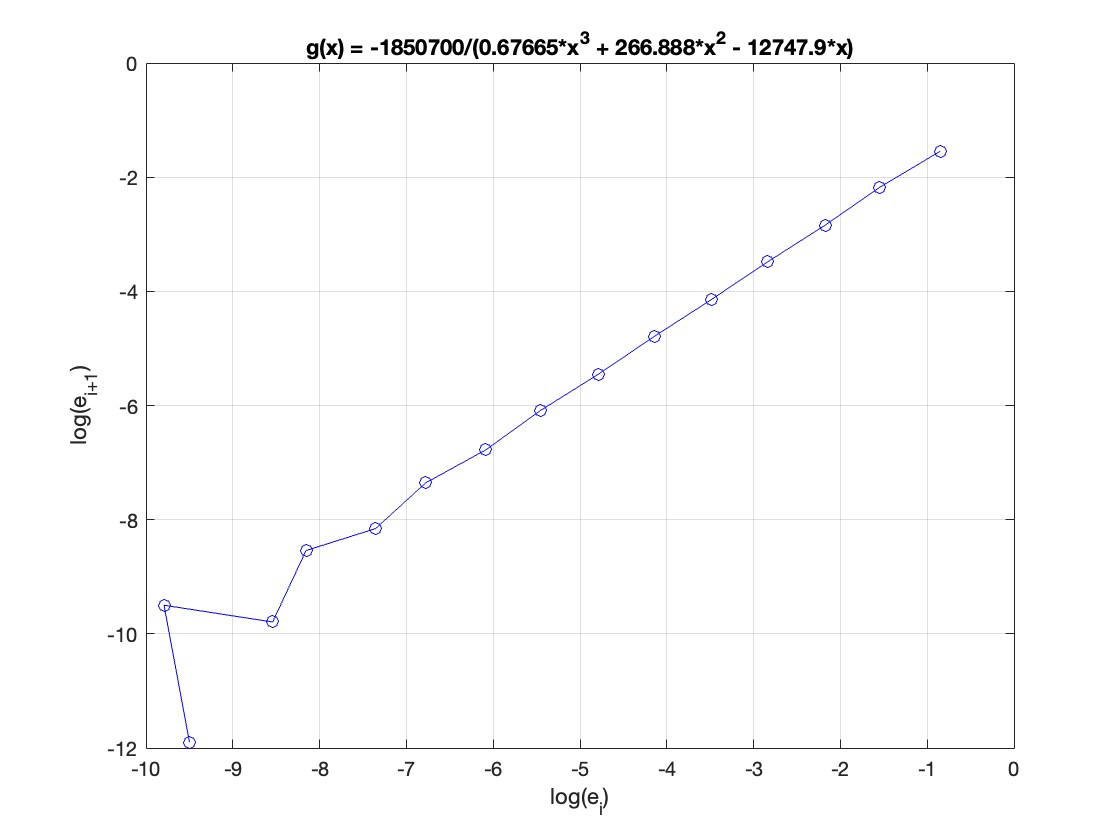 g(x) = -1850700/(0.67665*x^3 + 266.888*x^2 - 12747.9*x)
0
-2
-4
-6
-8
-10
-12
log(e_{i+1})
-10 -9 -8 -7 -6 -5 -4 -3 -2 -1 0
log(e_i)